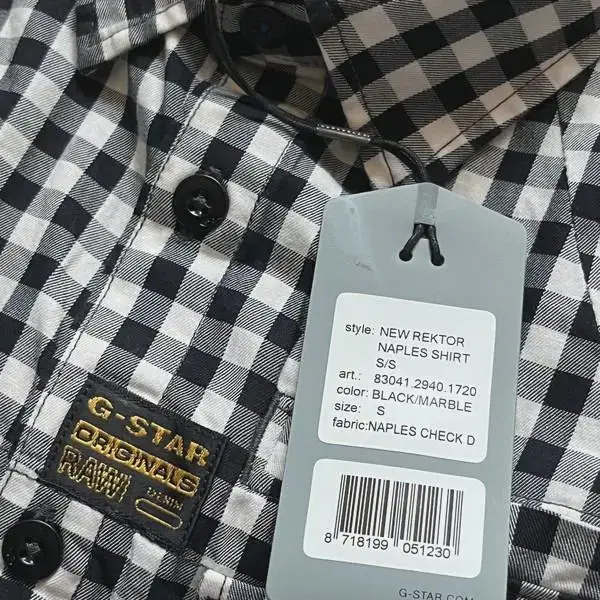 G-STAR
ORIGINALS
RAW
DENIM
style: NEW REKTOR
NAPLES SHIRT
S/S
art.: 83041.2940.1720
color: BLACK/MARBLE
size: S
fabric:NAPLES CHECK D
8 718199 051230
G-STAR.COM